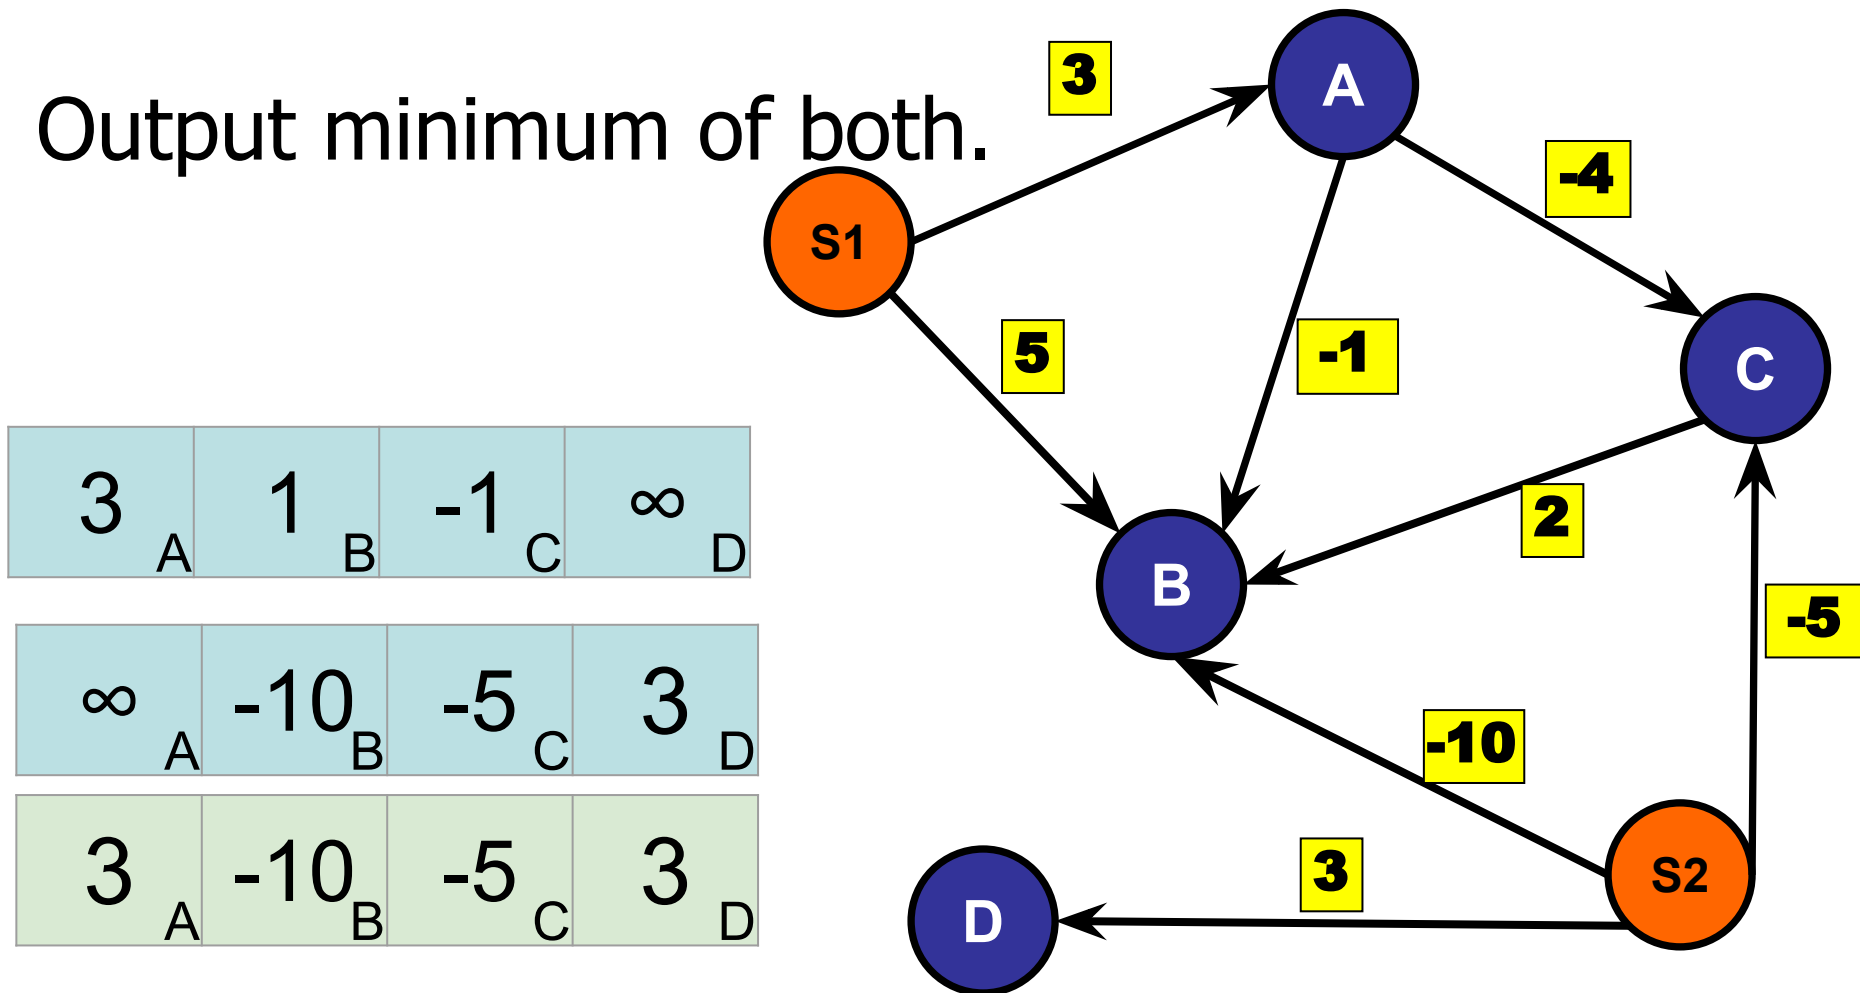 Output minimum of both.
3 A 1 B -1 C ∞ D
∞ A -10 B -5 C 3 D
3 A -10 B -5 C 3 D
3
A
-4
S1
5
-1
C
2
B
-5
-10
3
S2
D